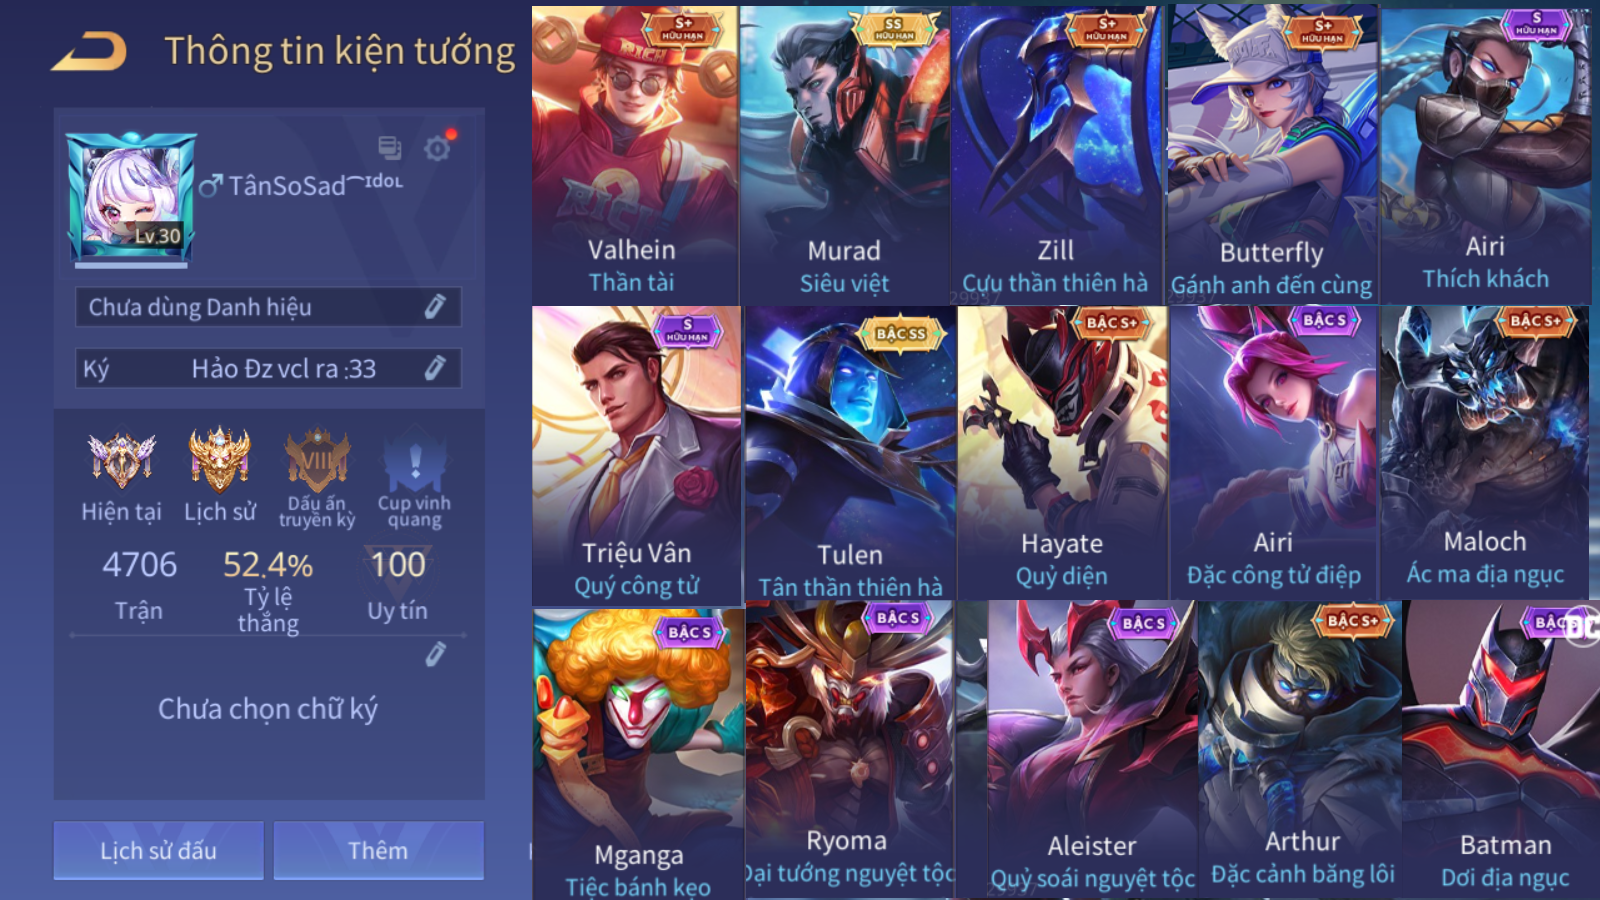 Thông tin kiện tướng
Lv.30
TânSoSad⁀ᴵᵈᵒᴸ
Chưa dùng Danh hiệu
Ký Hảo Đz vcl ra :33
VIII
Hiện tại
Lịch sử
Dấu ấn
truyền kỳ
Cup vinh
quang
4706
Trận
52.4%
Tỷ lệ
thắng
100
Uy tín
Chưa chọn chữ ký
Lịch sử đấu
Thêm
S+
HỮU HẠN
RICH
RICH
Valhein
Thần tài
SS
HỮU HẠN
Murad
Siêu việt
S+
HỮU HẠN
Zill
Cựu thần thiên hà
29937
S+
HỮU HẠN
Butterfly
Gánh anh đến cùng
29937
S
HỮU HẠN
Airi
Thích khách
S
HỮU HẠN
Triệu Vân
Quý công tử
BẬC SS
Tulen
Tân thần thiên hà
BẬC S+
Hayate
Quỷ diện
BẬC S
Airi
Đặc công tử điệp
BẬC S+
Maloch
Ác ma địa ngục
BẬC S
Mganga
Tiệc bánh kẹo
BẬC S
Ryoma
Đại tướng nguyệt tộc
BẬC S
Aleister
Quỷ soái nguyệt tộc
29937
BẬC S+
Arthur
Đặc cảnh băng lôi
BẬC S
DC
Batman
Dơi địa ngục